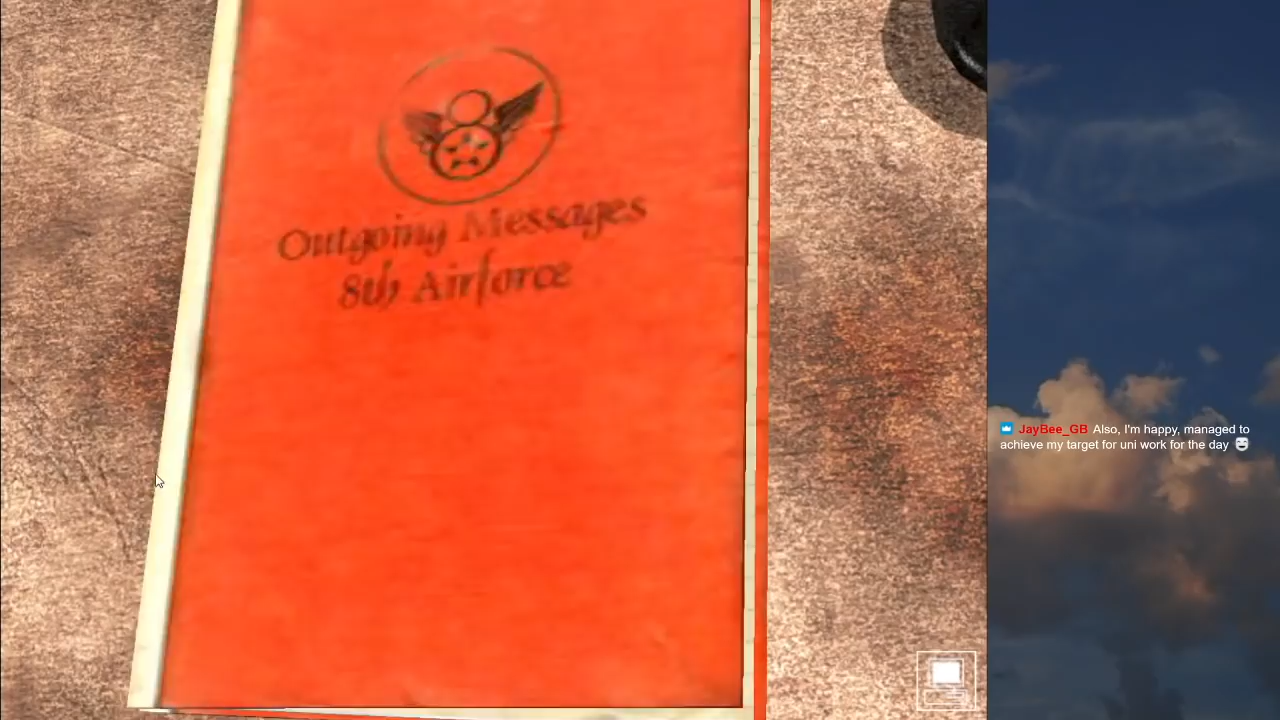 Outgoing Messages
8th Airforce
JayBee_GB Also, I'm happy, managed to
achieve my target for uni work for the day